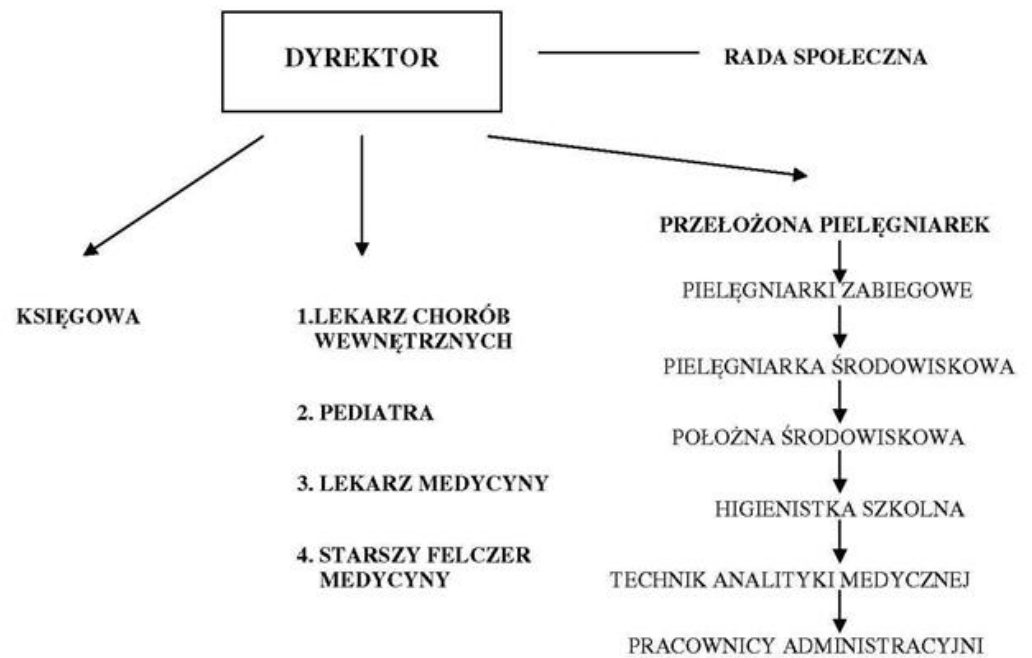 DYREKTOR
RADA SPOŁECZNA
KSIĘGOWA
1.LEKARZ CHORÓB
WEWNĘTRZNYCH
2. PEDIATRA
3. LEKARZ MEDYCYNY
4. STARSZY FELCZER
MEDYCYNY
PRZEŁOŻONA PIELĘGNIAREK
PIELĘGNIARKI ZABIEGOWE
PIELĘGNIARKA ŚRODOWISKOWA
POŁOŻNA ŚRODOWISKOWA
HIGIENISTKA SZKOLNA
TECHNIK ANALITYKI MEDYCZNEJ
PRACOWNICY ADMINISTRACYJNI